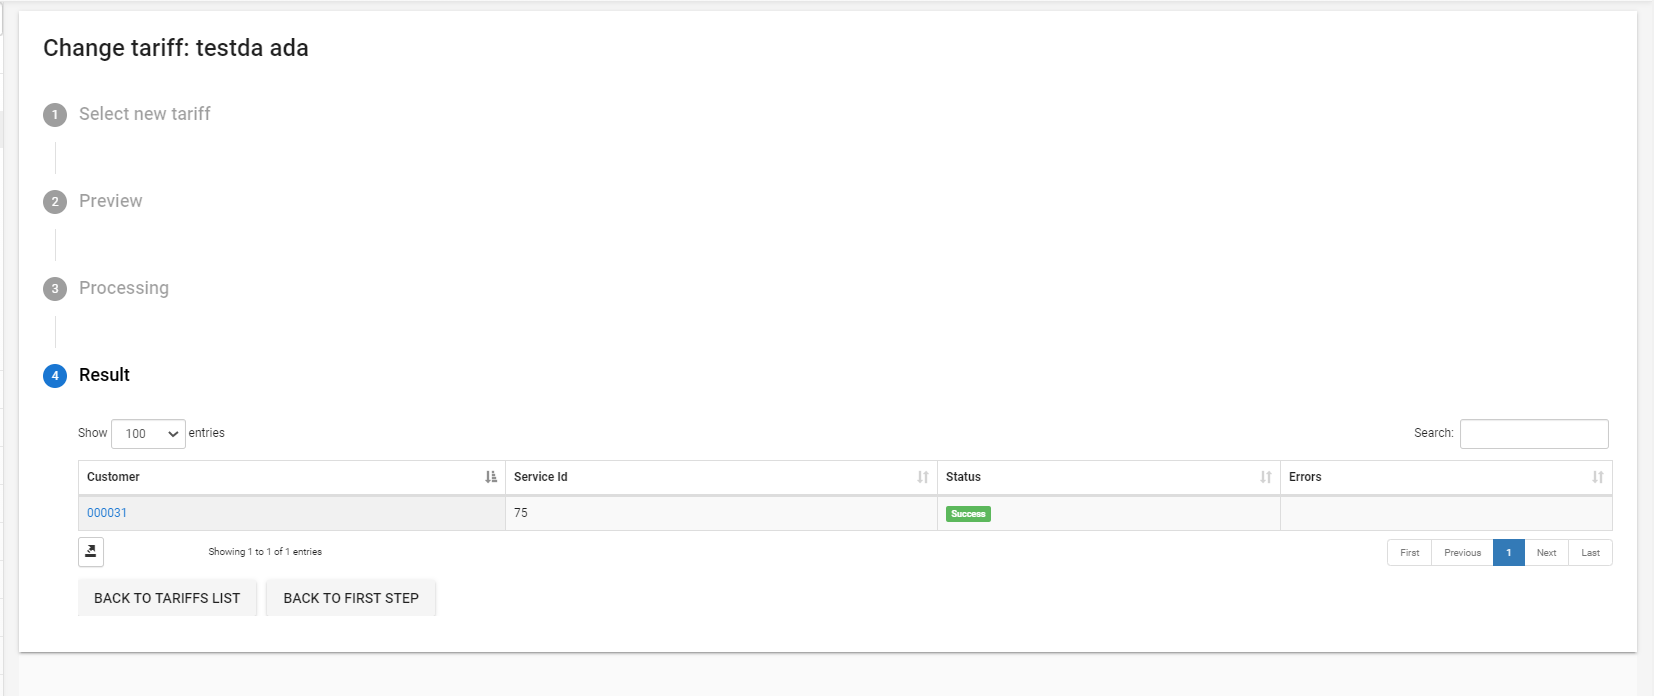 Change tariff: testda ada
1 Select new tariff
2 Preview
3 Processing
4 Result
Show 100 entries Search:
Customer Service Id Status Errors
000031 75 Success
Showing 1 to 1 of 1 entries First Previous 1 Next Last
BACK TO TARIFFS LIST BACK TO FIRST STEP